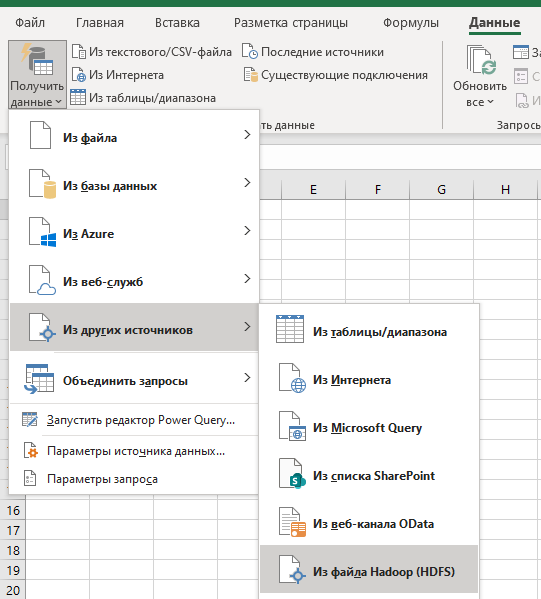 Файл Главная Вставка Разметка страницы Формулы Данные
Получить данные
Из текстового/CSV-файла
Из Интернета
Из таблицы/диапазона
Последние источники
Существующие подключения
Обновить все
Запросы
ть данные
Из файла
Из базы данных
Из Azure
Из веб-служб
Из других источников
Объединить запросы
Запустить редактор Power Query...
Параметры источника данных...
Параметры запроса
E F G H
Из таблицы/диапазона
Из Интернета
Из Microsoft Query
Из списка SharePoint
Из веб-канала OData
Из файла Hadoop (HDFS)
16
17
18
19
20